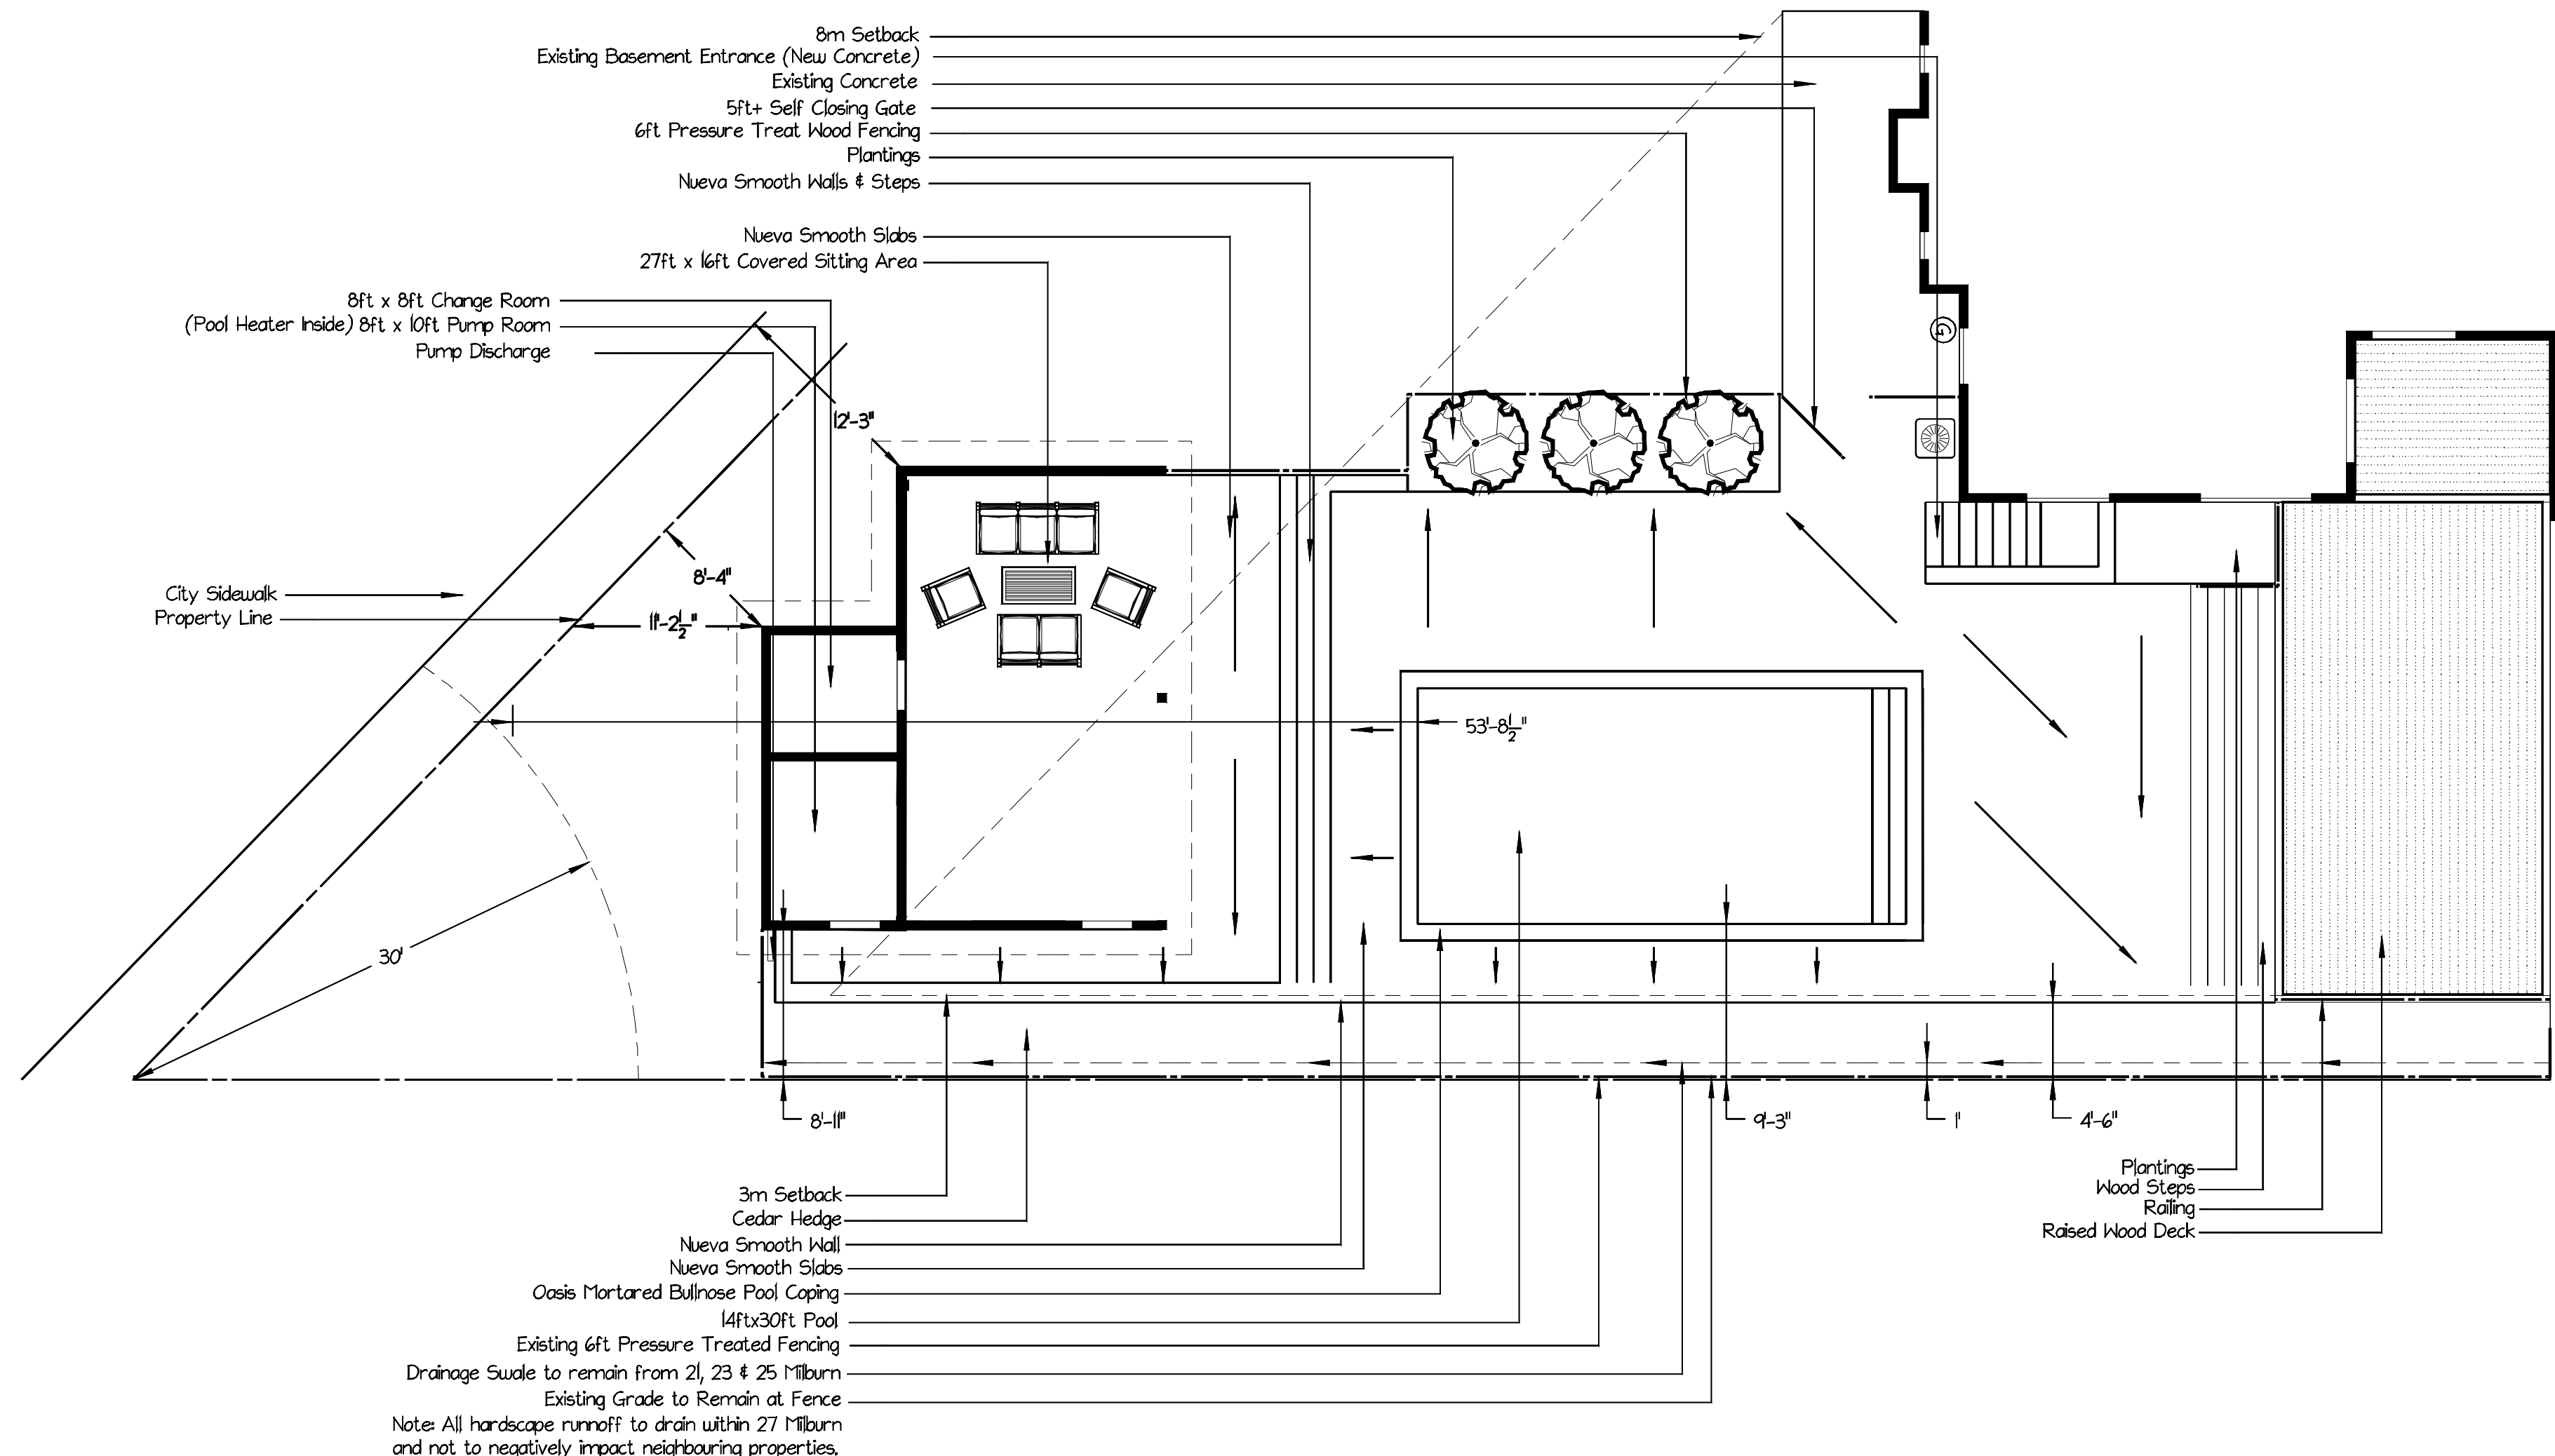 8m Setback
Existing Basement Entrance (New Concrete)
Existing Concrete
5ft+ Self Closing Gate
6ft Pressure Treat Wood Fencing
Plantings
Nueva Smooth Walls & Steps
Nueva Smooth Slabs
27ft x 16ft Covered Sitting Area
8ft x 8ft Change Room
(Pool Heater Inside) 8ft x 10ft Pump Room
Pump Discharge
G
12'-3"
8'-4"
City Sidewalk
Property Line
11'-2½"
53'-8½"
30'
8'-11"
9'-3"
1'
4'-6"
Plantings
Wood Steps
Railing
Raised Wood Deck
3m Setback
Cedar Hedge
Nueva Smooth Wall
Nueva Smooth Slabs
Oasis Mortared Bullnose Pool Coping
14ftx30ft Pool
Existing 6ft Pressure Treated Fencing
Drainage Swale to remain from 21, 23 & 25 Milburn
Existing Grade to Remain at Fence
Note: All hardscape runnoff to drain within 27 Milburn
and not to negatively impact neighbouring properties.